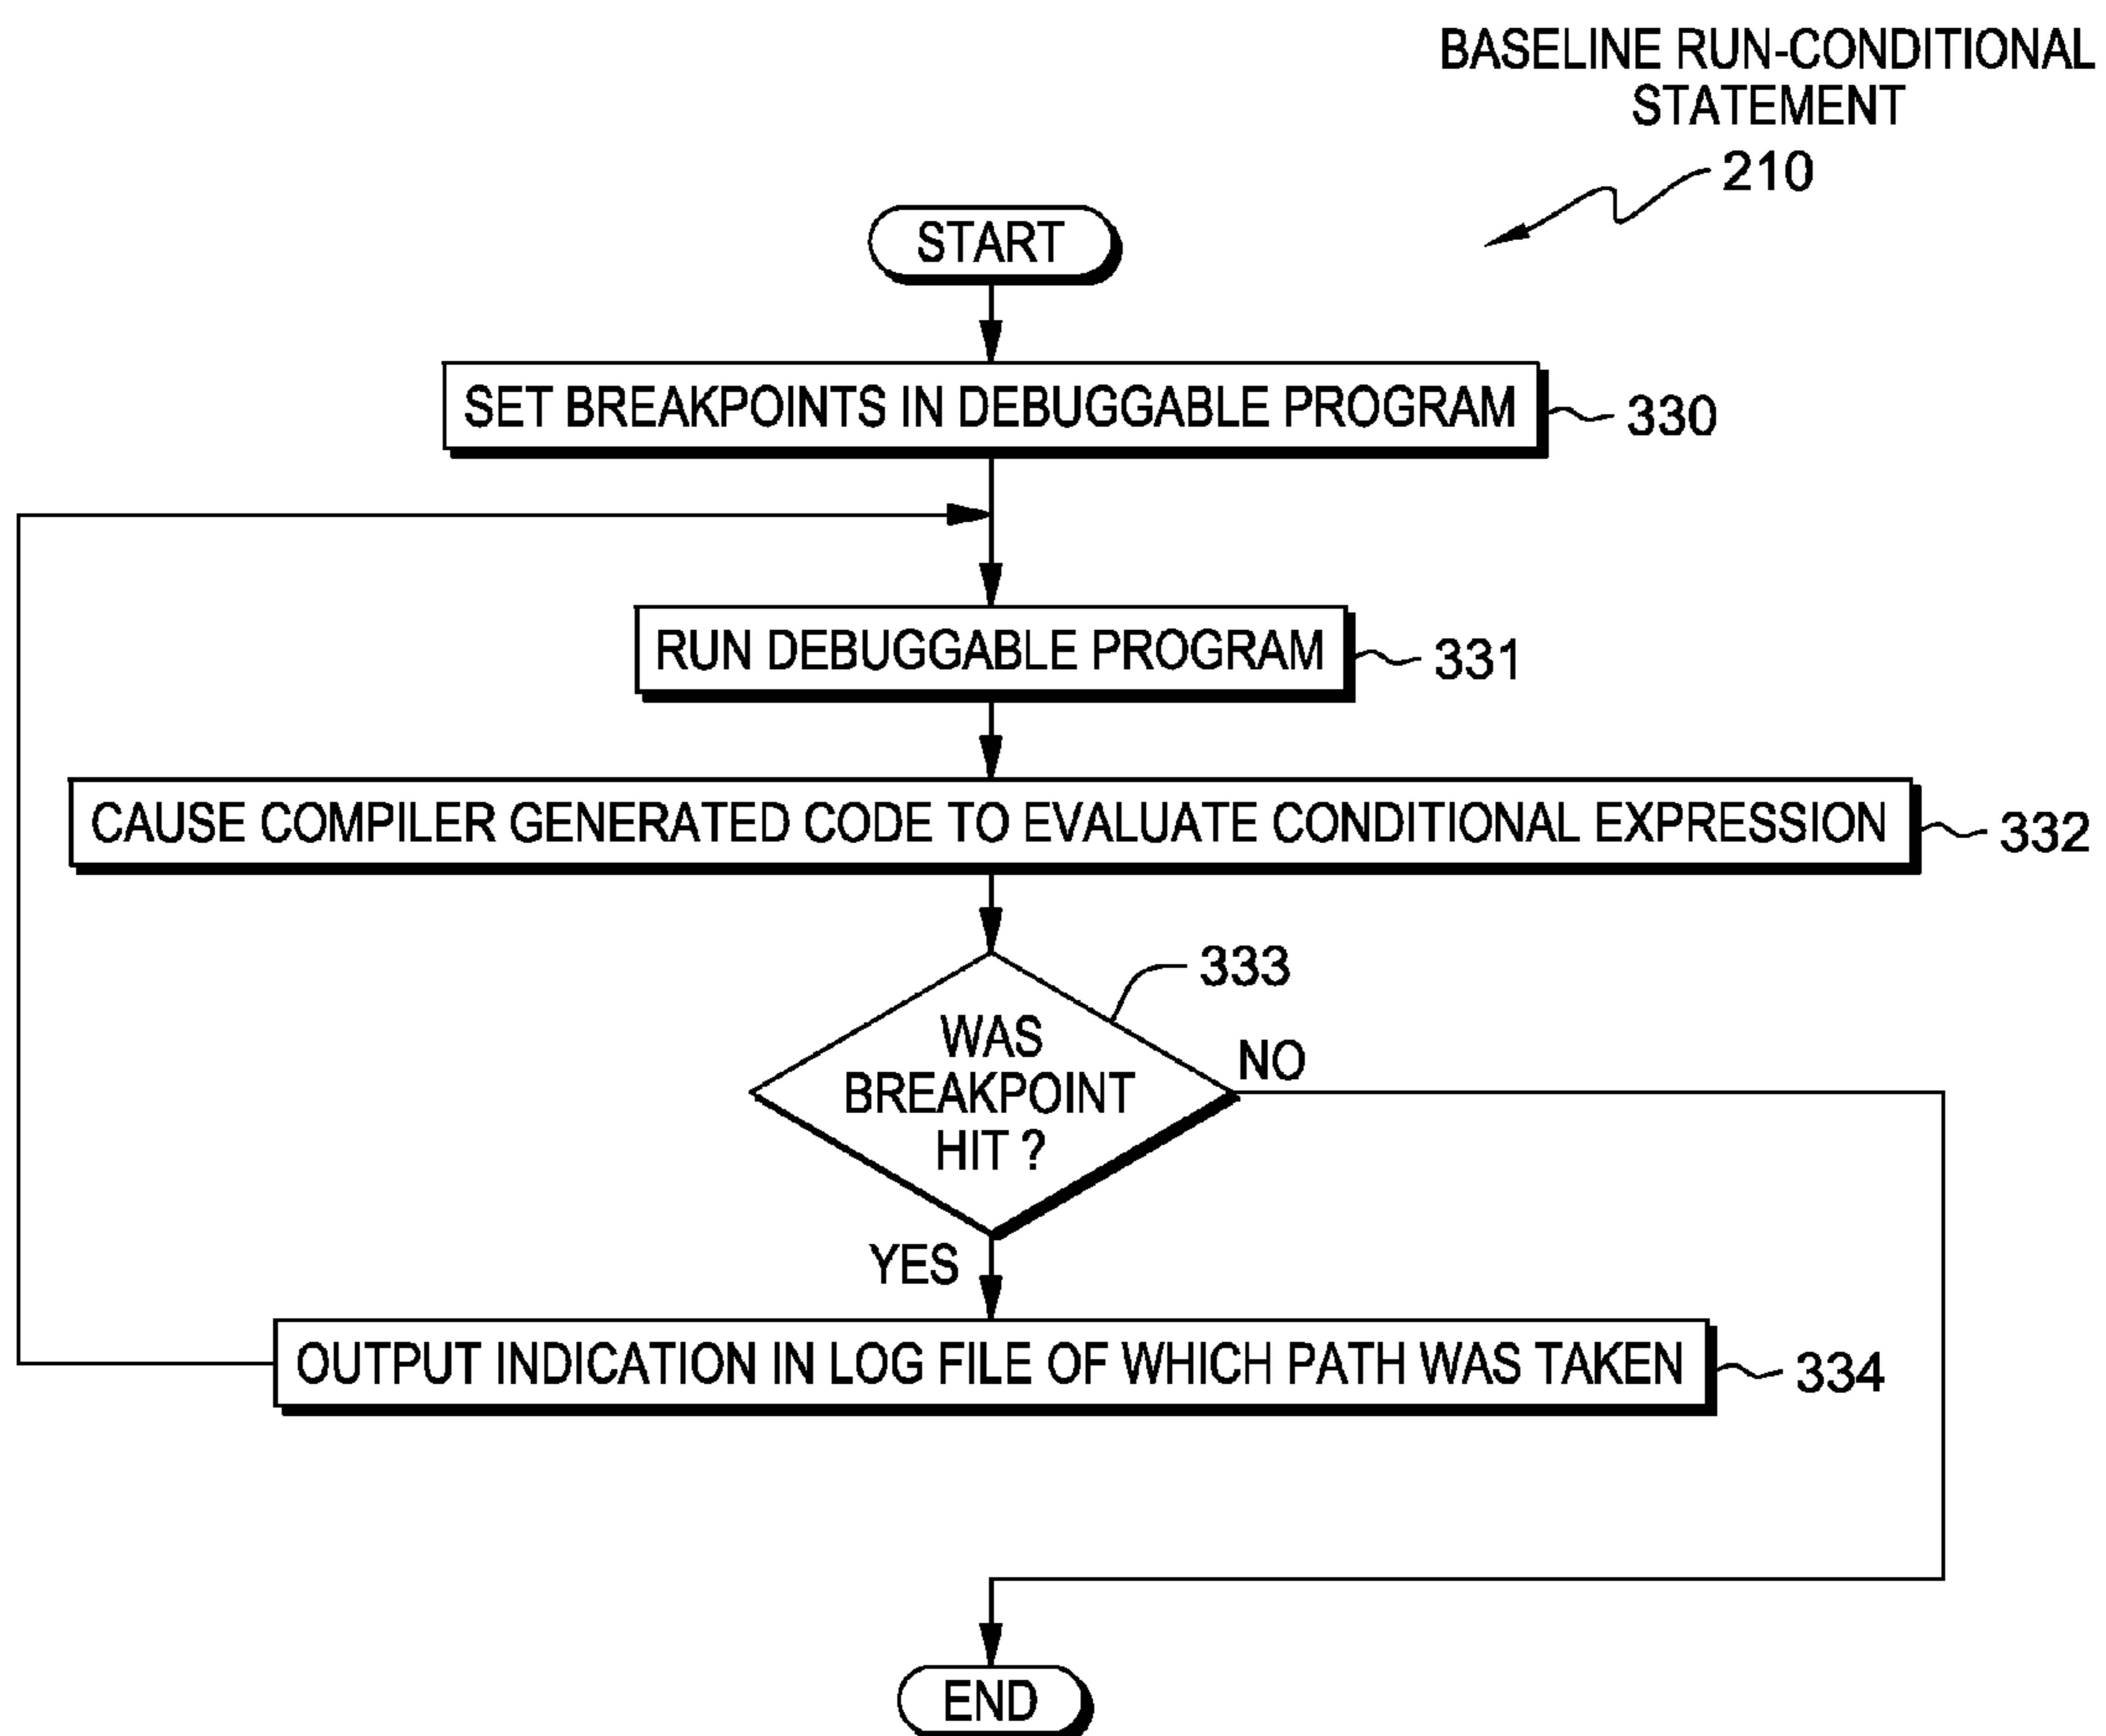 BASELINE RUN-CONDITIONAL
STATEMENT
210
START
SET BREAKPOINTS IN DEBUGGABLE PROGRAM
330
RUN DEBUGGABLE PROGRAM
331
CAUSE COMPILER GENERATED CODE TO EVALUATE CONDITIONAL EXPRESSION
332
333
WAS
BREAKPOINT
HIT ?
NO
YES
OUTPUT INDICATION IN LOG FILE OF WHICH PATH WAS TAKEN
334
END